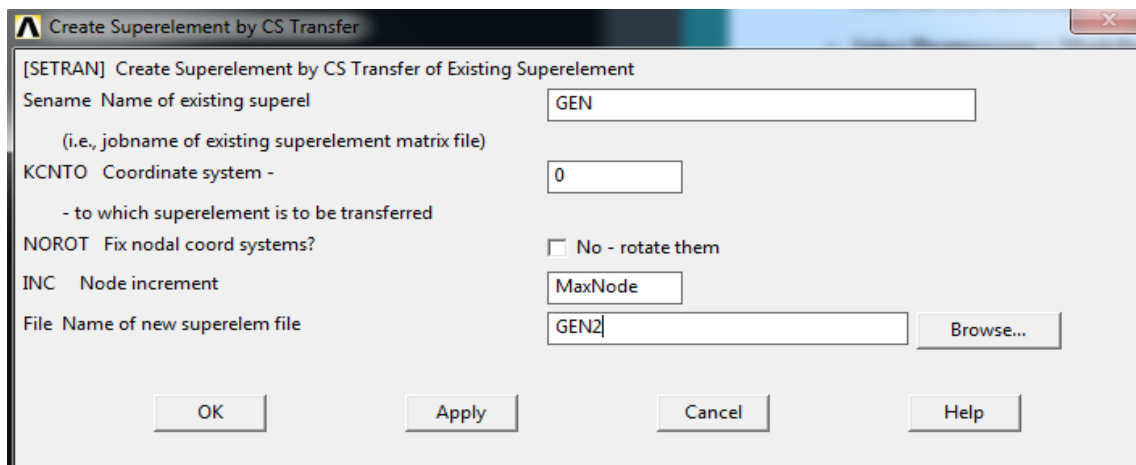 Create Superelement by CS Transfer
[SETRAN] Create Superelement by CS Transfer of Existing Superelement
Sename Name of existing superel GEN
(i.e., jobname of existing superelement matrix file)
KCNTO Coordinate system - 0
- to which superelement is to be transferred
NOROT Fix nodal coord systems? No - rotate them
INC Node increment MaxNode
File Name of new superelem file GEN2 Browse...
OK Apply Cancel Help